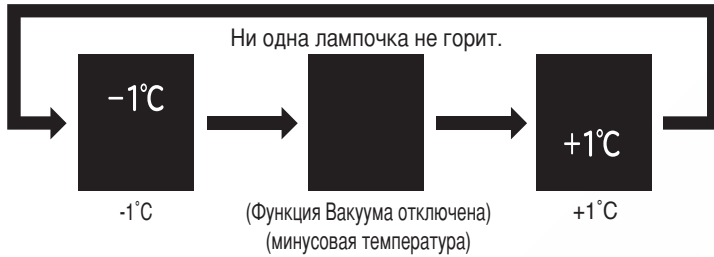 Ни одна лампочка не горит.
−1℃
+1℃
-1˚C
(Функция Вакуума отключена)
(минусовая температура)
+1˚C